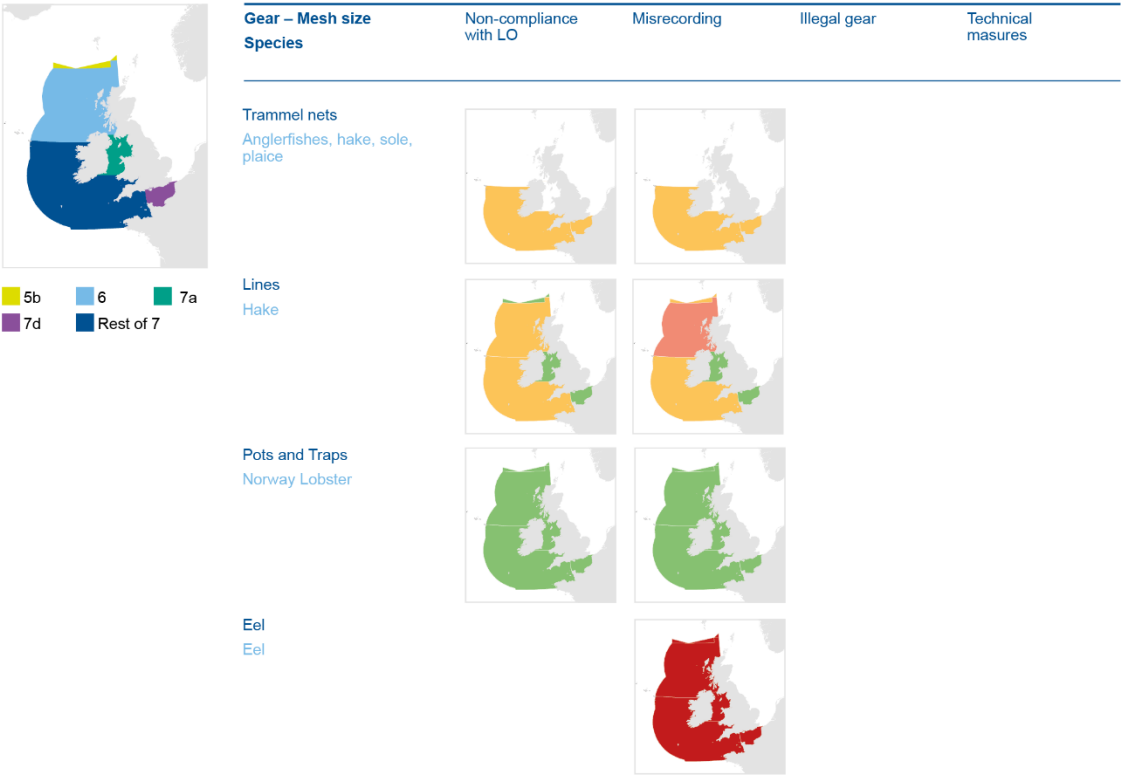 Gear – Mesh size
Species
Non-compliance
with LO
Misrecording
Illegal gear
Technical
masures
5b
6
7a
7d
Rest of 7
Trammel nets
Anglerfishes, hake, sole,
plaice
Lines
Hake
Pots and Traps
Norway Lobster
Eel
Eel